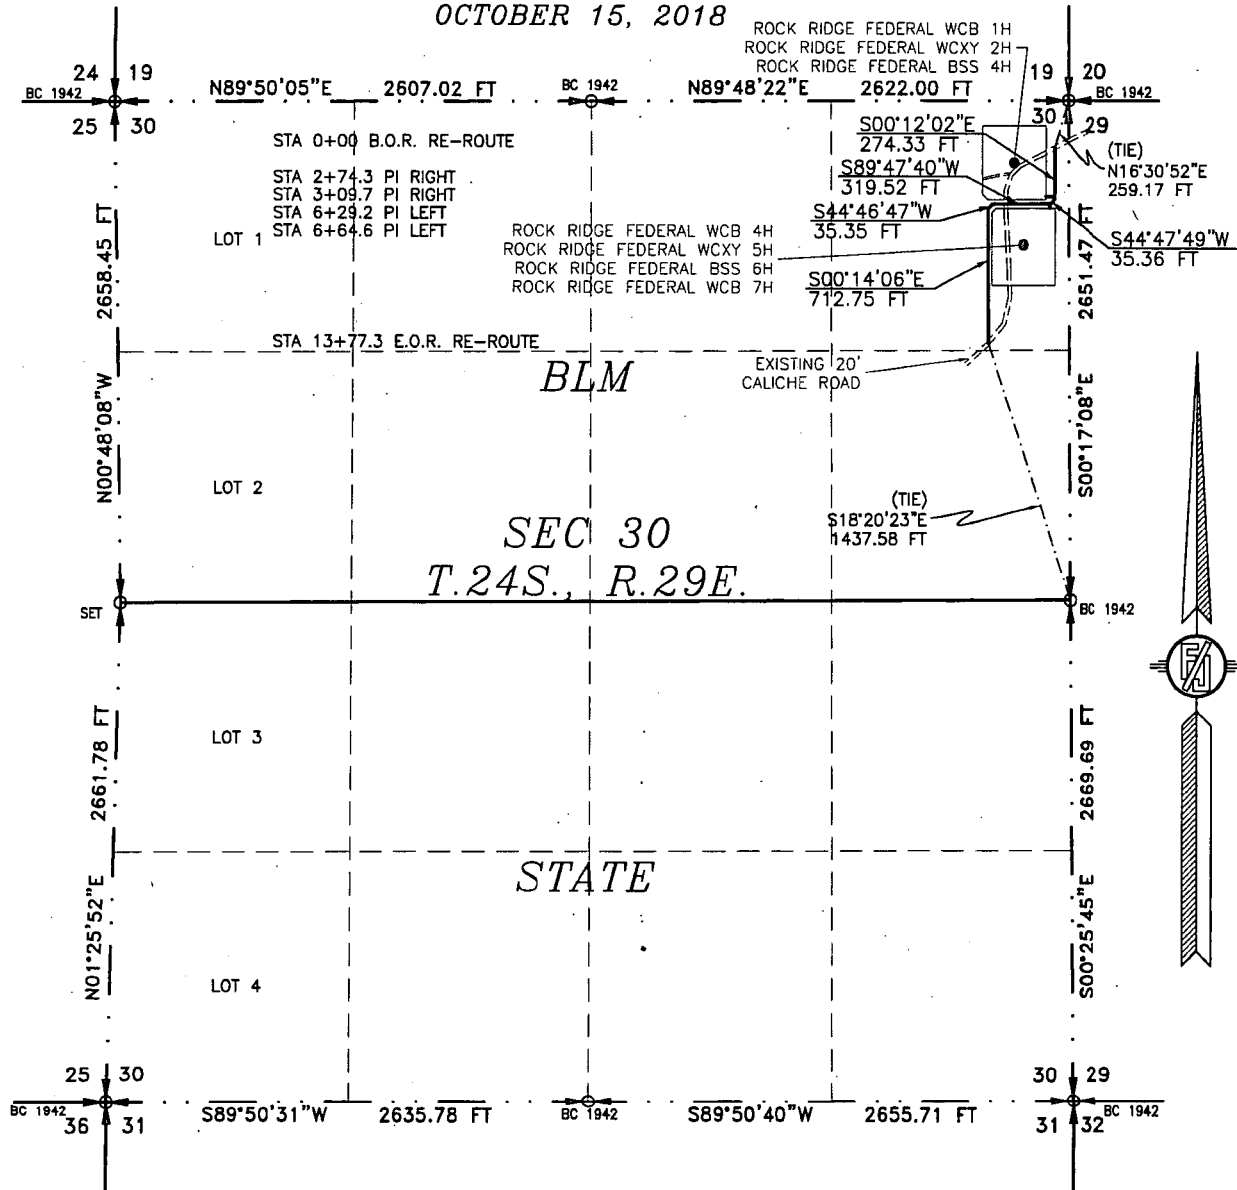 OCTOBER 15, 2018
ROCK RIDGE FEDERAL WCB 1H
ROCK RIDGE FEDERAL WCXY 2H
ROCK RIDGE FEDERAL BSS 4H
24 19
BC 1942
25 30
N89°50'05"E 2607.02 FT
BC 1942
N89°48'22"E 2622.00 FT
19 20
BC 1942
30 29
STA 0+00 B.O.R. RE-ROUTE
STA 2+74.3 PI RIGHT
STA 3+09.7 PI RIGHT
STA 6+29.2 PI LEFT
STA 6+64.6 PI LEFT
S00°12'02"E
274.33 FT
(TIE)
N16°30'52"E
259.17 FT
S89°47'40"W
319.52 FT
S44°46'47"W
35.35 FT
S44°47'49"W
35.36 FT
LOT 1
ROCK RIDGE FEDERAL WCB 4H
ROCK RIDGE FEDERAL WCXY 5H
ROCK RIDGE FEDERAL BSS 6H
ROCK RIDGE FEDERAL WCB 7H
S00°14'06"E
712.75 FT
N00°48'08"W 2658.45 FT
S00°17'08"E 2651.47 FT
STA 13+77.3 E.O.R. RE-ROUTE
EXISTING 20'
CALICHE ROAD
BLM
LOT 2
(TIE)
S18°20'23"E
1437.58 FT
SEC 30
T.24S., R.29E.
SET
BC 1942
FJ
LOT 3
N01°25'52"E 2661.78 FT
S00°25'45"E 2669.69 FT
STATE
LOT 4
25 30
BC 1942
36 31
S89°50'31"W 2635.78 FT
BC 1942
S89°50'40"W 2655.71 FT
30 29
BC 1942
31 32